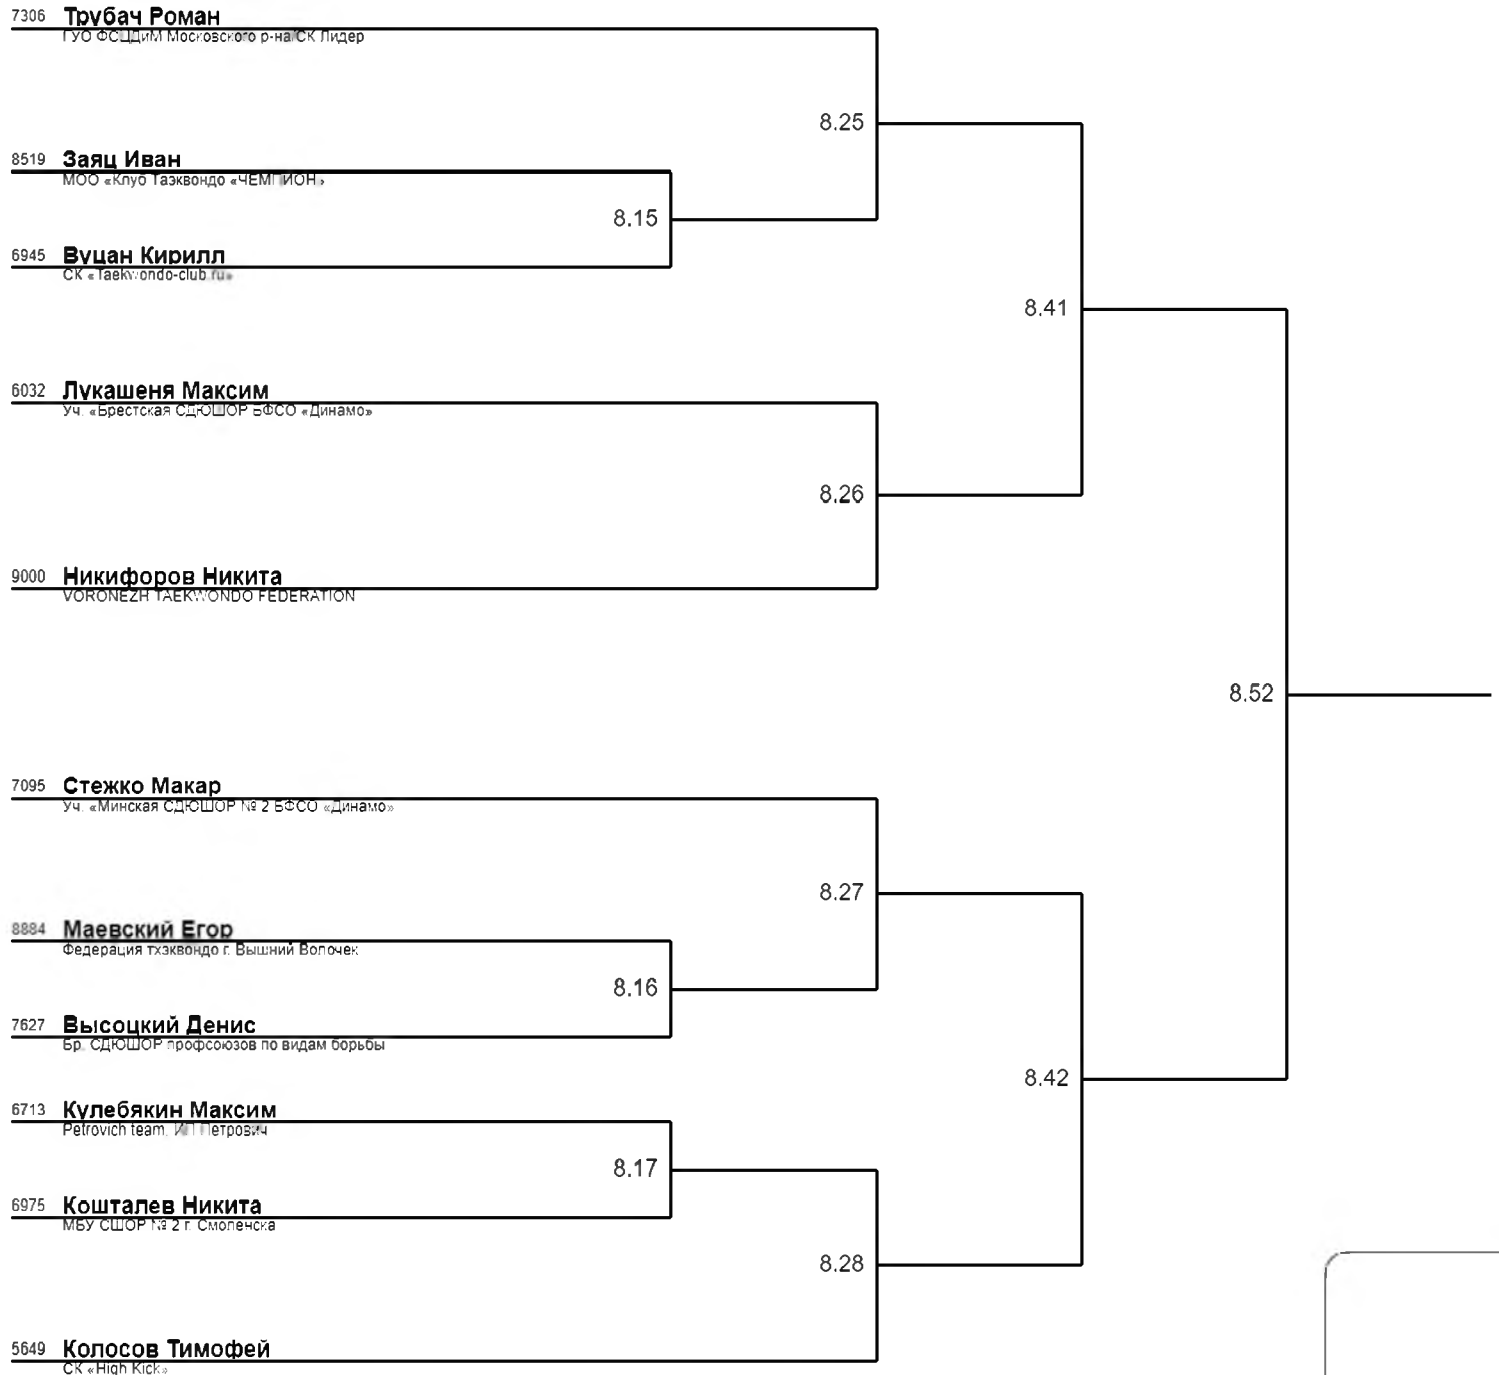 7306 Трубач Роман
ГУО ФСЦДиМ Московского р-на/СК Лидер
8.25
8519 Заяц Иван
МОО «Клуб Таэквондо «ЧЕМПИОН»
8.15
6945 Вуцан Кирилл
СК «Taekwondo-club.ru»
8.41
6032 Лукашеня Максим
Уч. «Брестская СДЮШОР БФСО «Динамо»
8.26
9000 Никифоров Никита
VORONEZH TAEKWONDO FEDERATION
8.52
7095 Стежко Макар
Уч. «Минская СДЮШОР № 2 БФСО «Динамо»
8.27
8884 Маевский Егор
Федерация тхэквондо г. Вышний Волочек
8.16
7627 Высоцкий Денис
Бр. СДЮШОР профсоюзов по видам борьбы
8.42
6713 Кулебякин Максим
Petrovich team, ИП Петрович
8.17
6975 Кошталев Никита
МБУ СШОР № 2 г. Смоленска
8.28
5649 Колосов Тимофей
СК «High Kick»